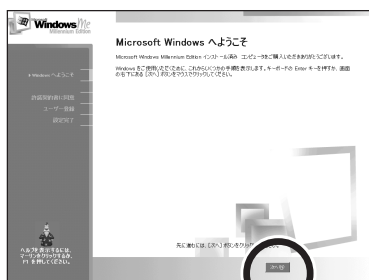 Microsoft
Windows Me
Millennium Edition
Microsoft Windows へようこそ
Microsoft Windows Millennium Edition インストール済み コンピュータをご購入いただきありがとうございます。
Windows をご使用いただくために、これからいくつかの手順を表示します。キーボードの Enter キーを押すか、画面
の右下にある [次へ] ボタンをマウスでクリックしてください。
Windows へようこそ
許諾契約書に同意
ユーザー登録
設定完了
ヘルプを表示するには、
マーリンをクリックするか、
F1 を押してください。
先に進むには、[次へ] ボタンをクリック
次へ